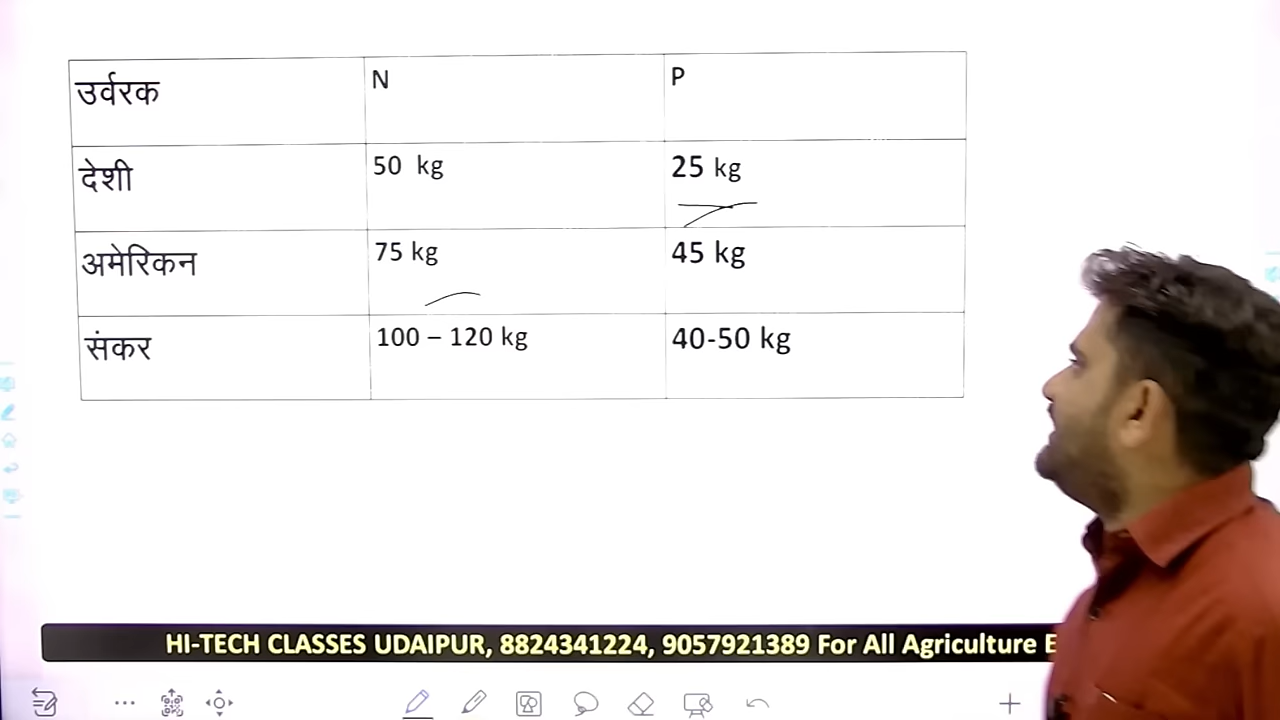 उर्वरक N P
देशी 50 kg 25 kg
अमेरिकन 75 kg 45 kg
संकर 100 – 120 kg 40-50 kg
HI-TECH CLASSES UDAIPUR, 8824341224, 9057921389 For All Agriculture E